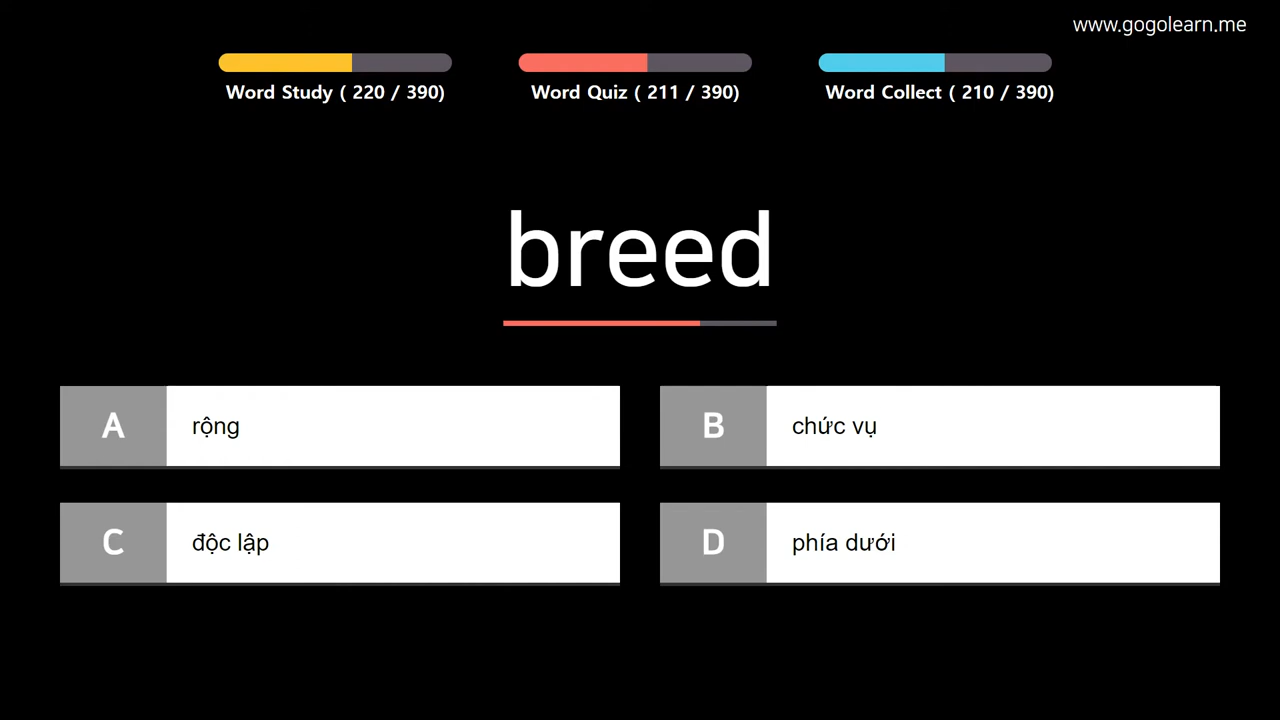 www.gogolearn.me
Word Study ( 220 / 390)
Word Quiz ( 211 / 390)
Word Collect ( 210 / 390)
breed
A rộng
B chức vụ
C độc lập
D phía dưới